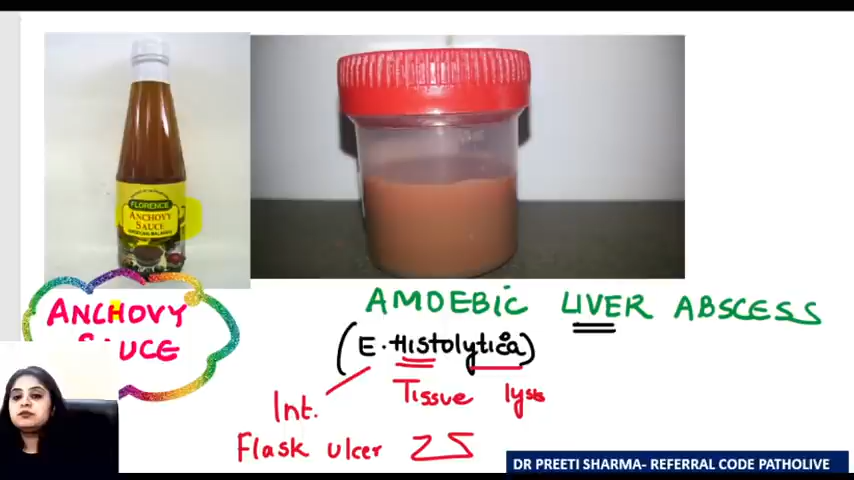 FLORENCE
ANCHOVY
SAUCE
ANCHOVY
SAUCE
AMOEBIC LIVER ABSCESS
(E. Histolytica)
Tissue lysis
Int.
Flask ulcer
DR PREETI SHARMA- REFERRAL CODE PATHOLIVE